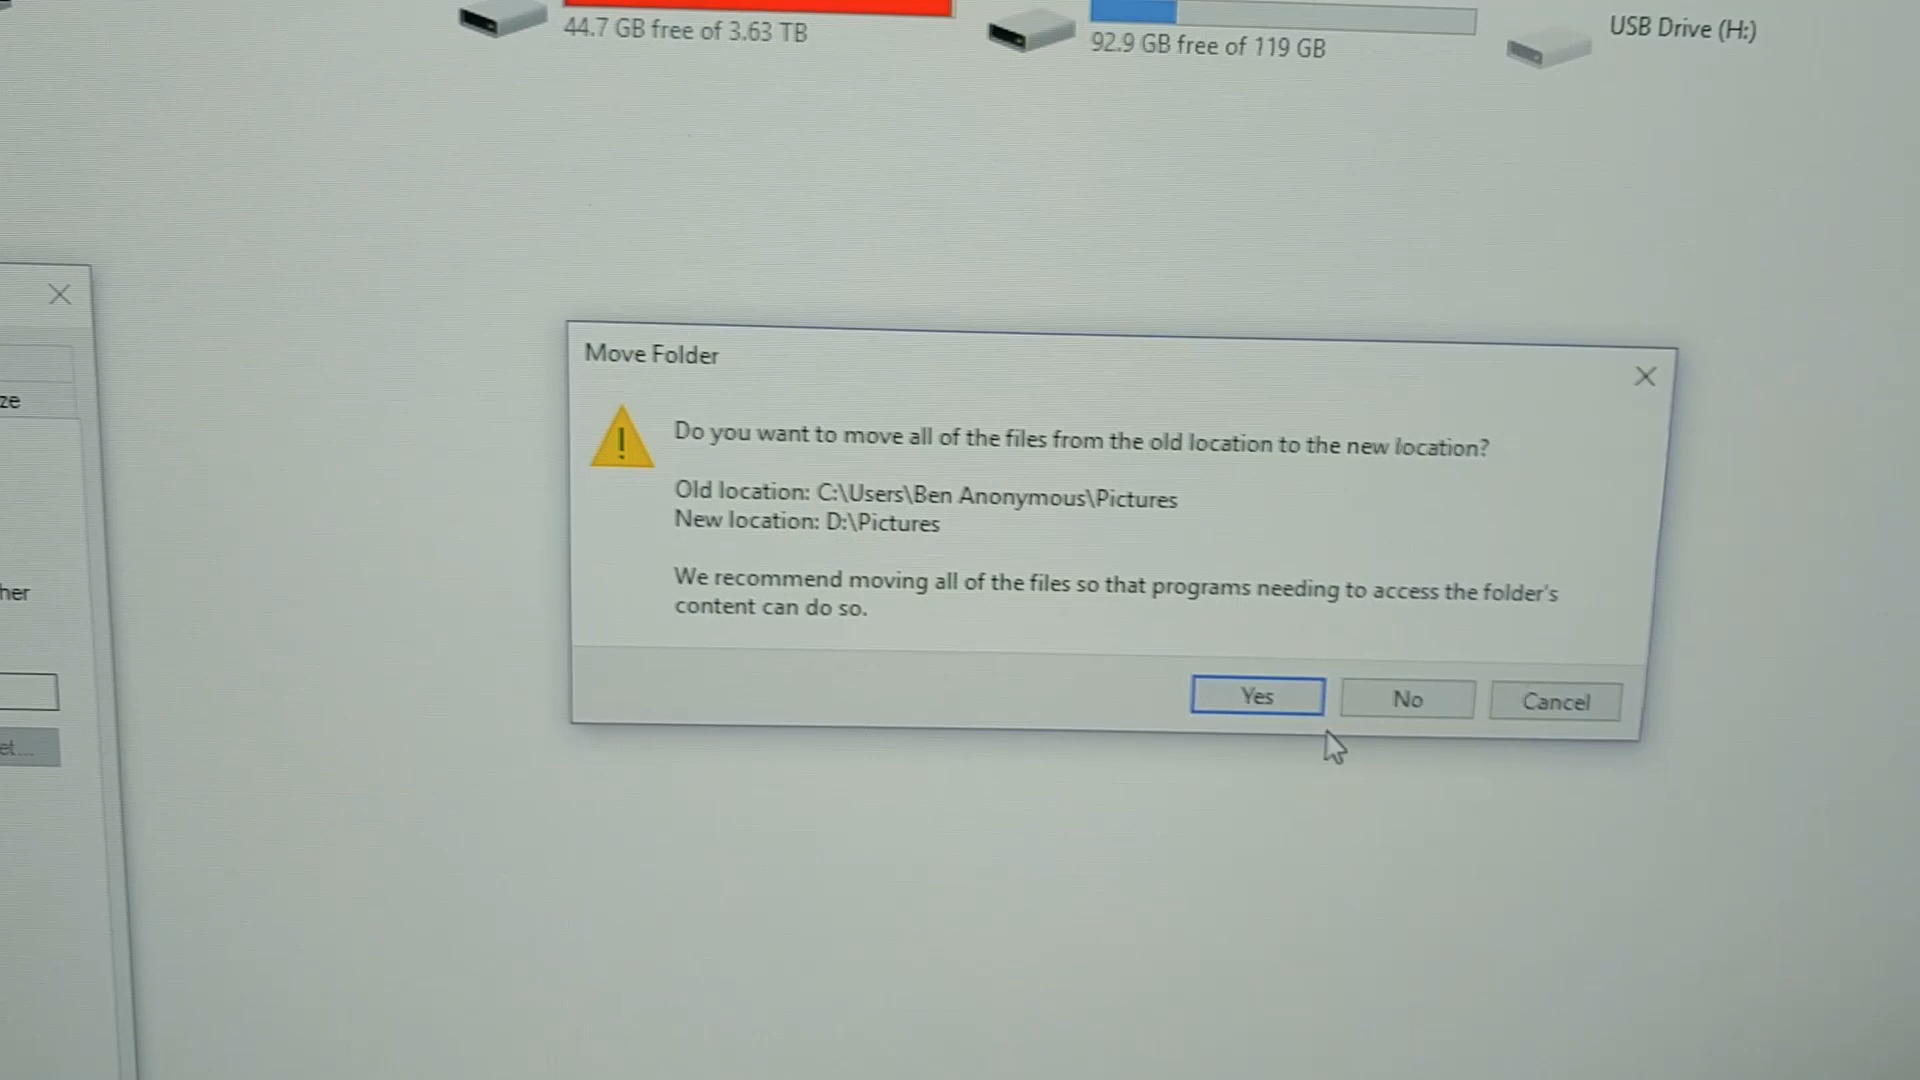 44.7 GB free of 3.63 TB
92.9 GB free of 119 GB
USB Drive (H:)
Move Folder
Do you want to move all of the files from the old location to the new location?
Old location: C:\Users\Ben Anonymous\Pictures
New location: D:\Pictures
We recommend moving all of the files so that programs needing to access the folder's
content can do so.
Yes
No
Cancel
ze
her
et...